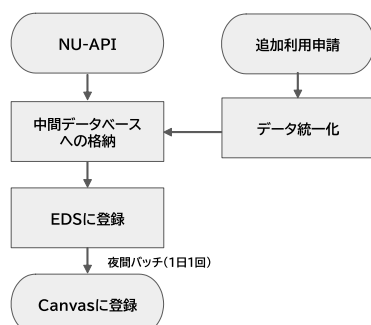 NU-API
追加利用申請
中間データベース
への格納
データ統一化
EDSに登録
夜間バッチ(1日1回)
Canvasに登録